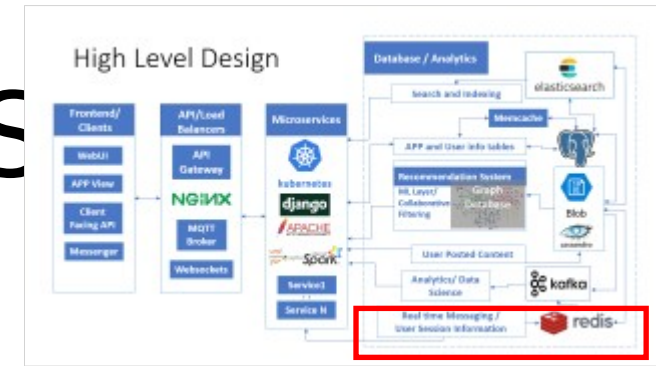 S
High Level Design
Frontend/
Clients
WebUI
APP View
Client
Facing API
Messenger
API/Load
Balancers
API
Gateway
NGINX
MQTT
Broker
Websockets
Microservices
kubernetes
django
APACHE
Spark
Service1
Service N
Database / Analytics
elasticsearch
Search and Indexing
Memcache
APP and User info tables
Recommendation System
ML Layer/
Collaborative
Filtering
Graph
Database
Blob
cassandra
User Posted Content
Analytics/ Data
Science
kafka
Real time Messaging /
User Session Information
redis